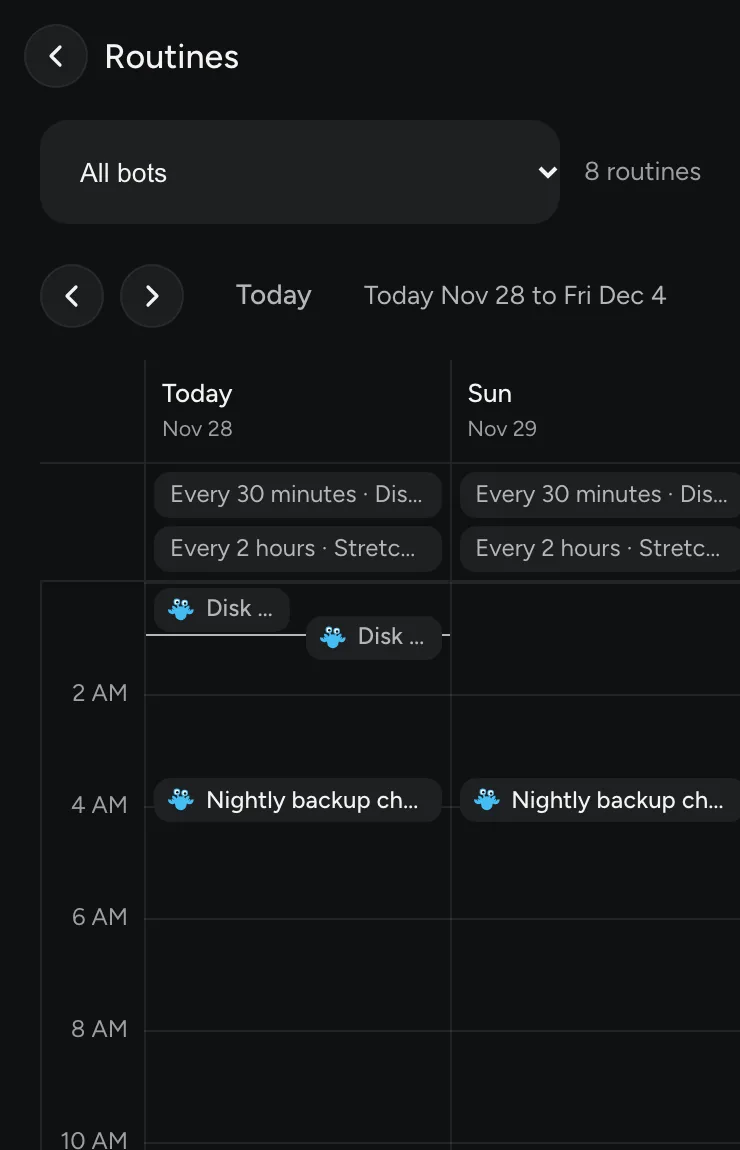 Routines
All bots
8 routines
Today
Today Nov 28 to Fri Dec 4
Today
Nov 28
Sun
Nov 29
Every 30 minutes · Dis...
Every 30 minutes · Dis...
Every 2 hours · Stretc...
Every 2 hours · Stretc...
Disk ...
Disk ...
2 AM
4 AM
Nightly backup ch...
Nightly backup ch...
6 AM
8 AM
10 AM